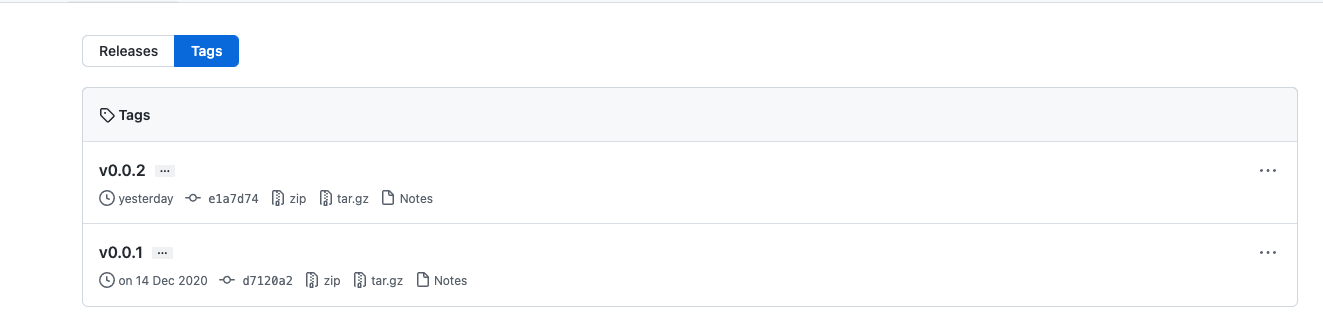 Releases Tags
Tags
v0.0.2 ...
yesterday e1a7d74 zip tar.gz Notes
v0.0.1 ...
on 14 Dec 2020 d7120a2 zip tar.gz Notes